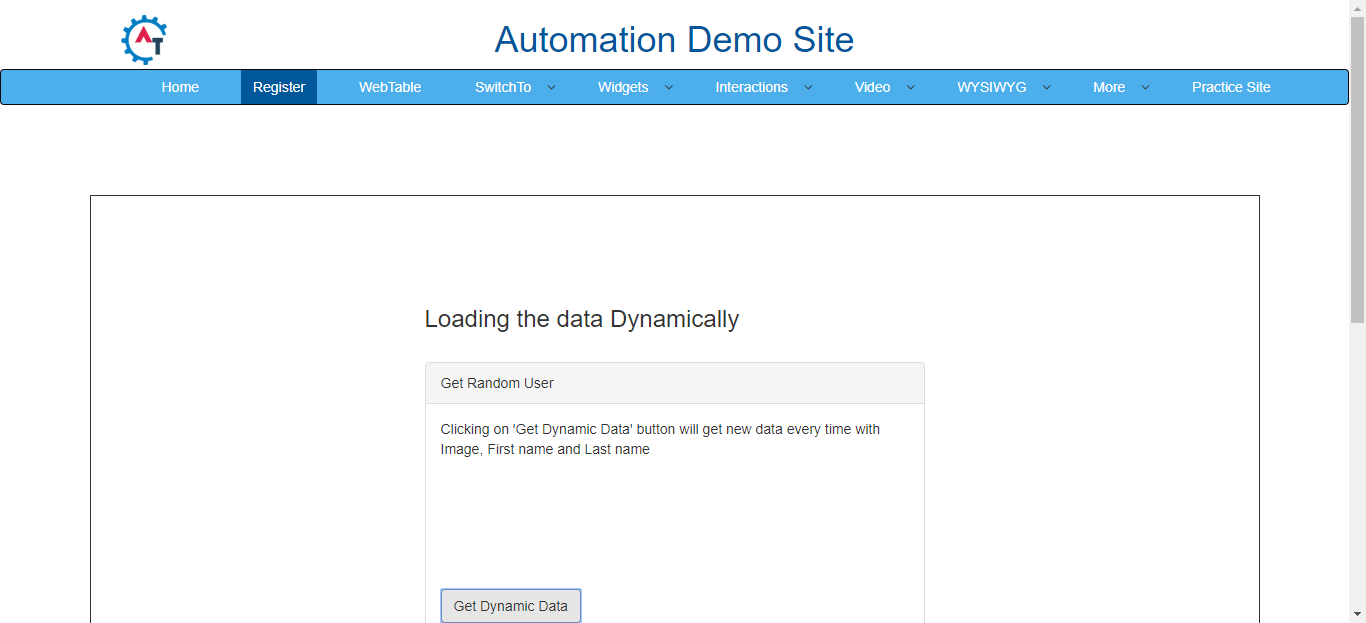 AT
Automation Demo Site
Home Register WebTable SwitchTo Widgets Interactions Video WYSIWYG More Practice Site
Loading the data Dynamically
Get Random User
Clicking on 'Get Dynamic Data' button will get new data every time with
Image, First name and Last name
Get Dynamic Data